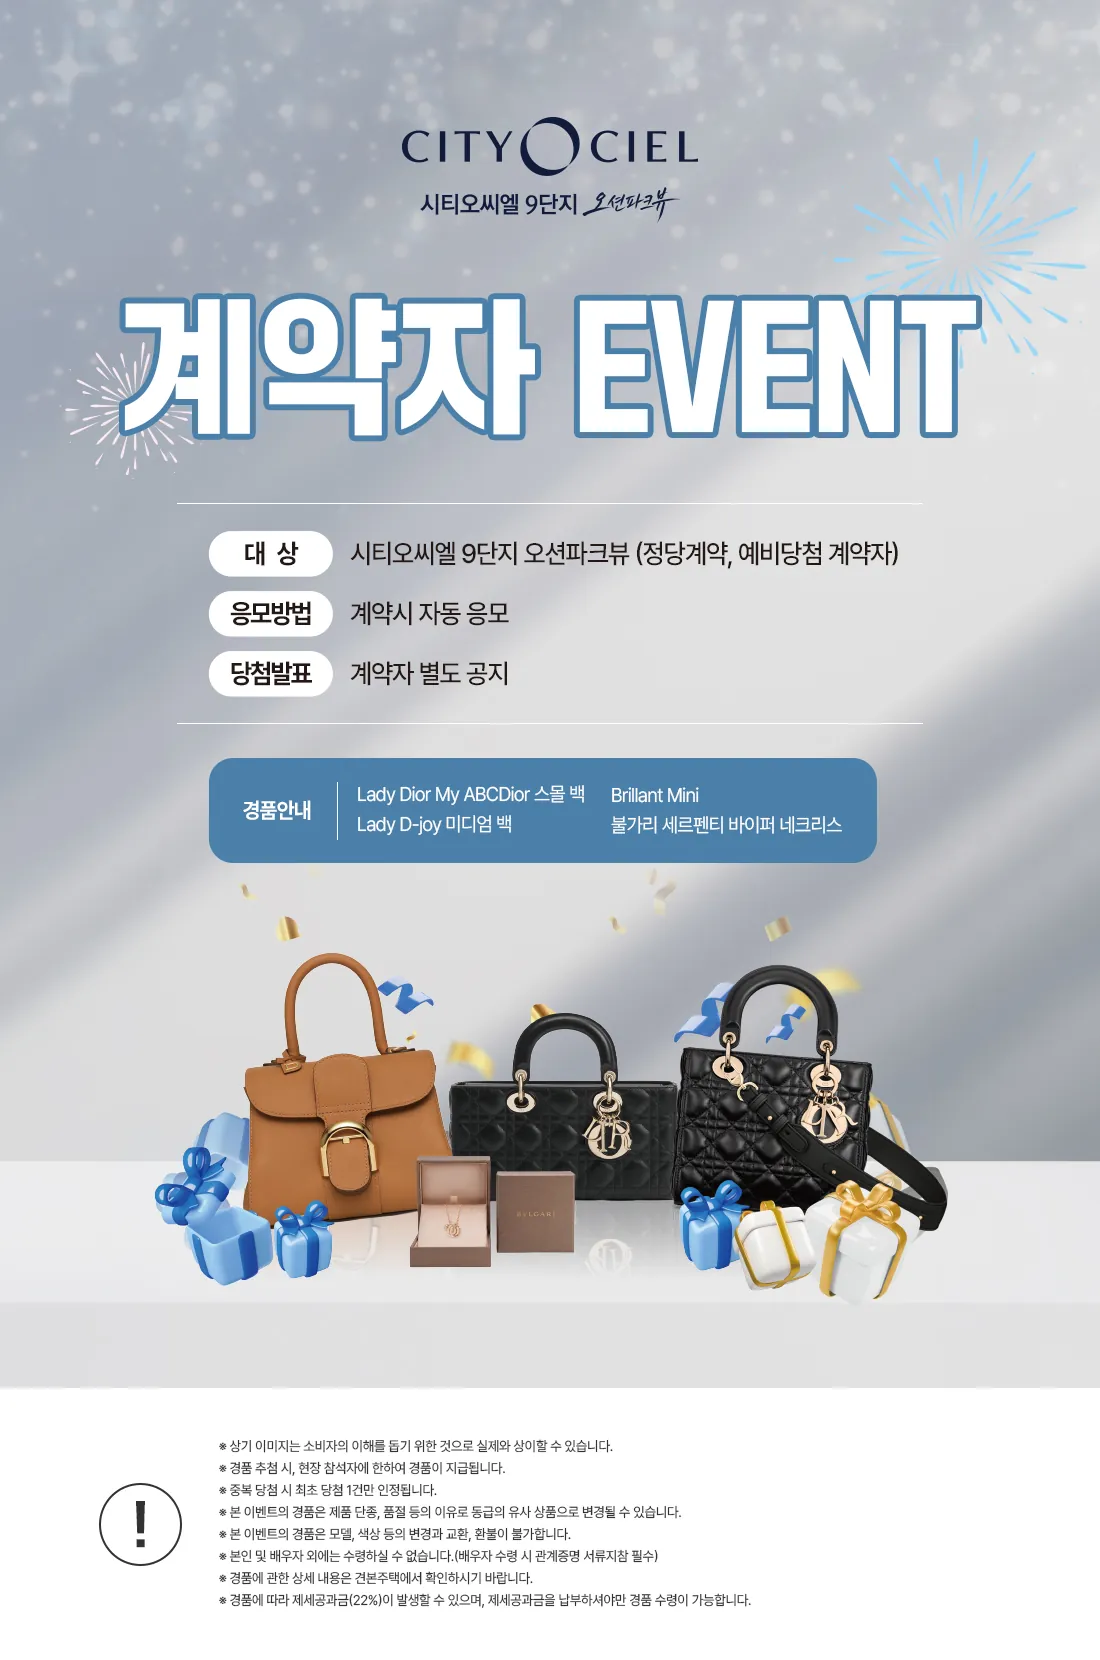 CITY CIEL
시티오씨엘 9단지 오션파크뷰
계약자 EVENT
대 상 시티오씨엘 9단지 오션파크뷰 (정당계약, 예비당첨 계약자)
응모방법 계약시 자동 응모
당첨발표 계약자 별도 공지
경품안내
Lady Dior My ABCDior 스몰 백
Lady D-joy 미디엄 백
Brillant Mini
불가리 세르펜티 바이퍼 네크리스
BVLGARI
※ 상기 이미지는 소비자의 이해를 돕기 위한 것으로 실제와 상이할 수 있습니다.
※ 경품 추첨 시, 현장 참석자에 한하여 경품이 지급됩니다.
※ 중복 당첨 시 최초 당첨 1건만 인정됩니다.
※ 본 이벤트의 경품은 제품 단종, 품절 등의 이유로 동급의 유사 상품으로 변경될 수 있습니다.
※ 본 이벤트의 경품은 모델, 색상 등의 변경과 교환, 환불이 불가합니다.
※ 본인 및 배우자 외에는 수령하실 수 없습니다.(배우자 수령 시 관계증명 서류지참 필수)
※ 경품에 관한 상세 내용은 견본주택에서 확인하시기 바랍니다.
※ 경품에 따라 제세공과금(22%)이 발생할 수 있으며, 제세공과금을 납부하셔야만 경품 수령이 가능합니다.